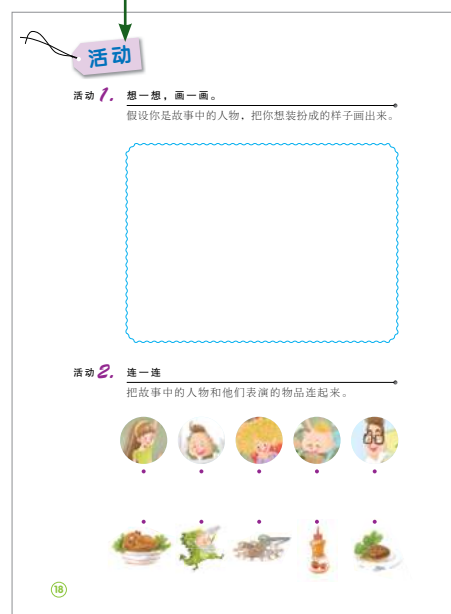 活动
活动 1. 想一想，画一画。
假设你是故事中的人物，把你想装扮成的样子画出来。
活动 2. 连一连
把故事中的人物和他们表演的物品连起来。
18